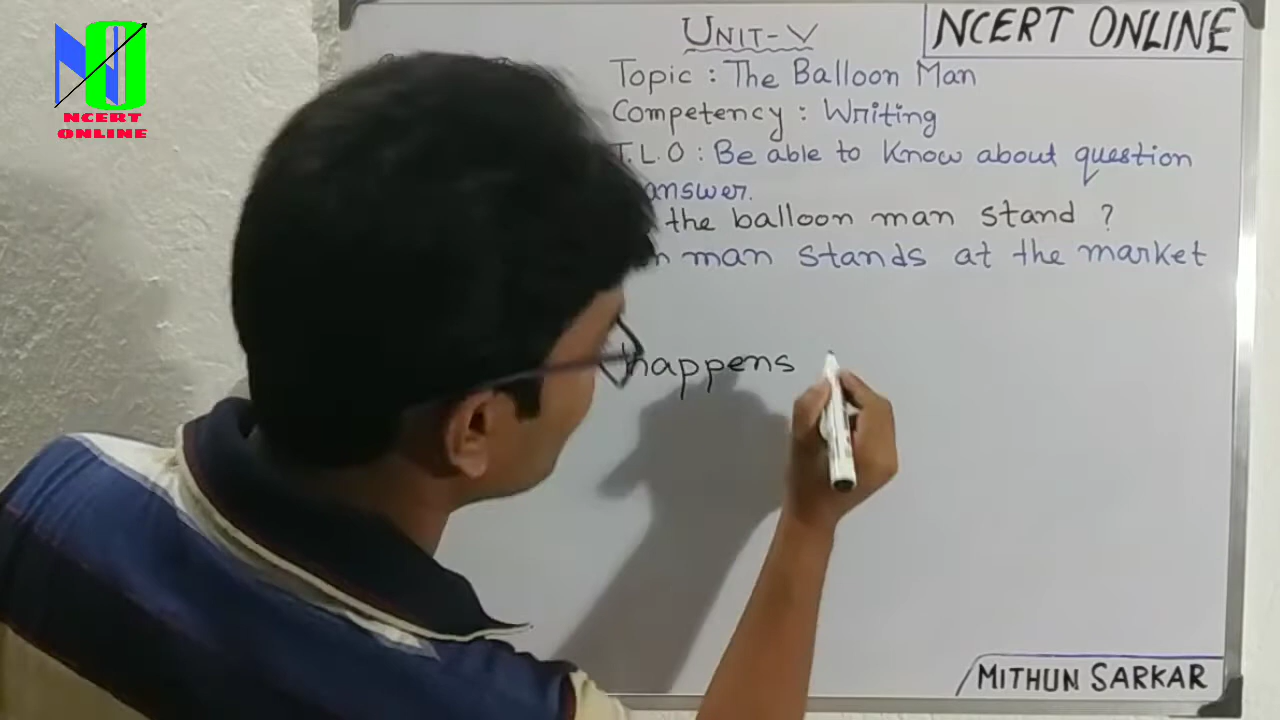 NCERT
ONLINE
UNIT-V
NCERT ONLINE
Topic : The Balloon Man
Competency : Writing
T.L.O : Be able to Know about question
answer.
the balloon man stand ?
man stands at the market
happens
MITHUN SARKAR